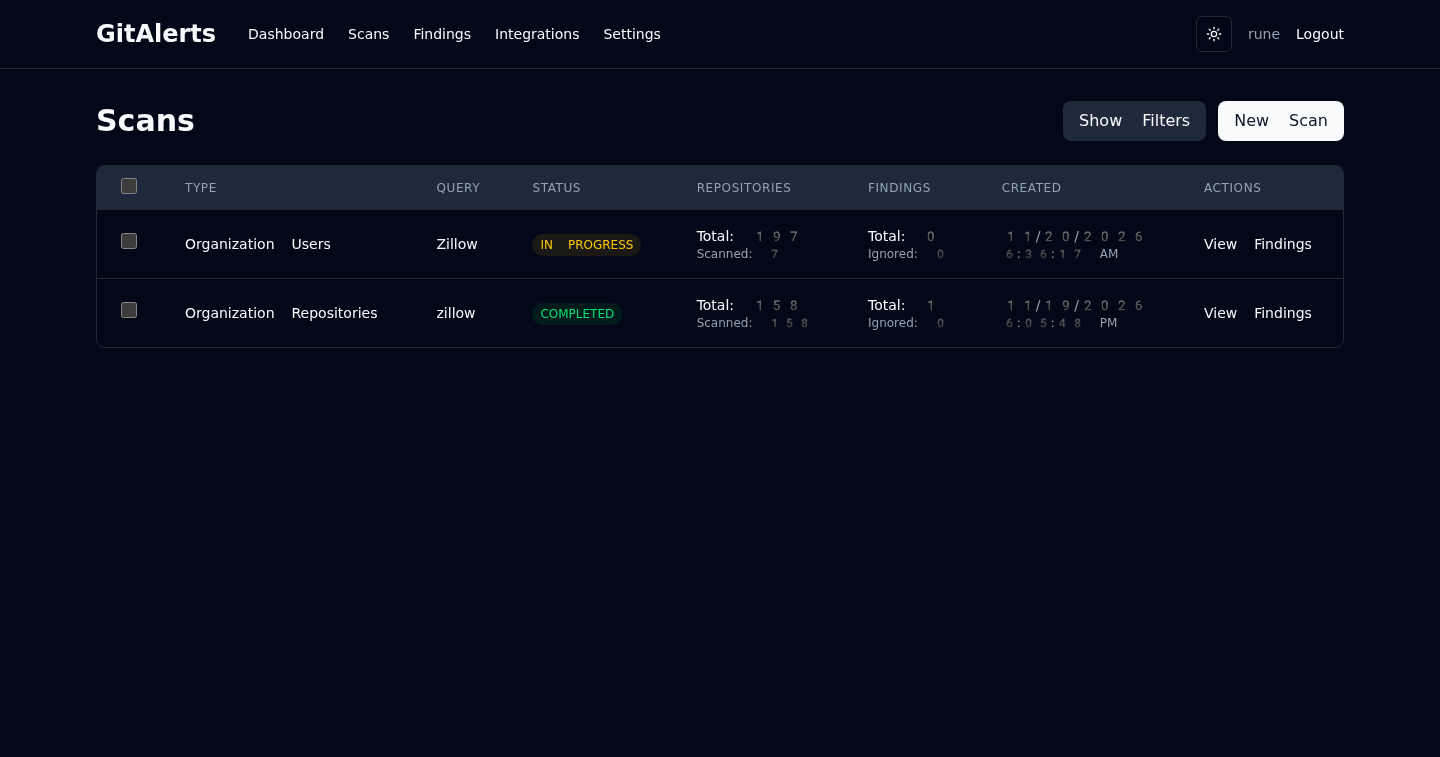 GitAlerts Dashboard Scans Findings Integrations Settings rune Logout
Scans Show Filters New Scan
TYPE QUERY STATUS REPOSITORIES FINDINGS CREATED ACTIONS
Organization Users Zillow IN PROGRESS Total: 197 Total: 0 11/20/2026 View Findings
Scanned: 7 Ignored: 0 6:36:17 AM
Organization Repositories zillow COMPLETED Total: 158 Total: 1 11/19/2026 View Findings
Scanned: 158 Ignored: 0 6:05:48 PM